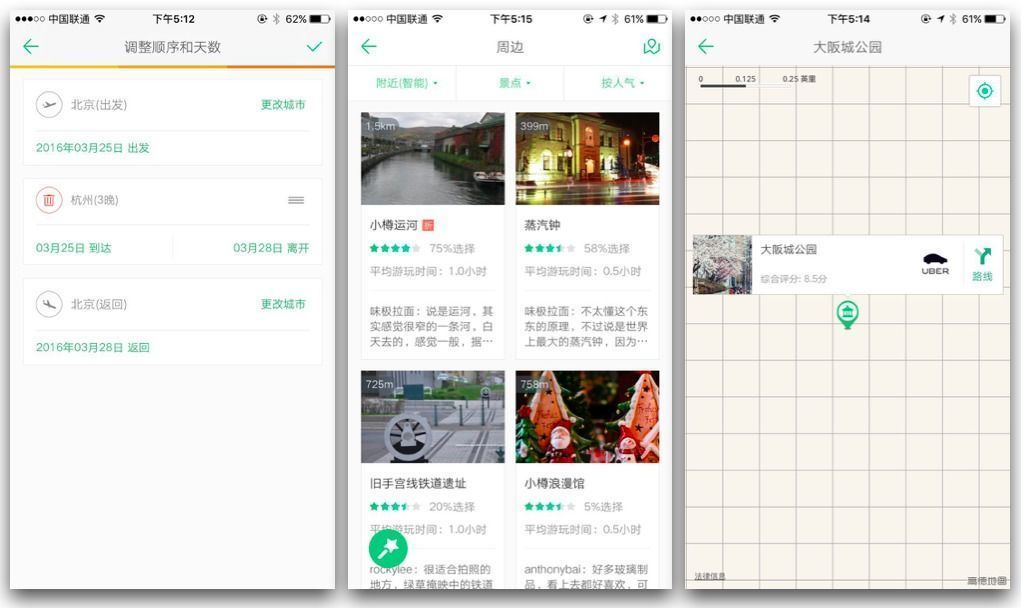 中国联通
下午5:12
62%
调整顺序和天数
北京(出发)
更改城市
2016年03月25日 出发
杭州(3晚)
03月25日 到达
03月28日 离开
北京(返回)
更改城市
2016年03月28日 返回
中国联通
下午5:15
61%
周边
附近(智能)
景点
按人气
1.5km
小樽运河 折
75%选择
平均游玩时间：1.0小时
味极拉面：说是运河，其
实感觉很窄的一条河，白
天去的，感觉一般，据…
399m
蒸汽钟
58%选择
平均游玩时间：0.5小时
味极拉面：不太懂这个东
东的原理，不过说是世界
上最大的蒸汽钟，因为…
725m
旧手宫线铁道遗址
20%选择
平均游玩时间：1.0小时
rockylee：很适合拍照的
地方，绿草掩映中的铁道
758m
小樽浪漫馆
5%选择
平均游玩时间：0.5小时
anthonybai：好多玻璃制
品，看上去都好喜欢，可
中国联通
下午5:14
61%
大阪城公园
0 0.125 0.25 英里
大阪城公园
综合评分: 8.5分
UBER
路线
法律信息
高德地图